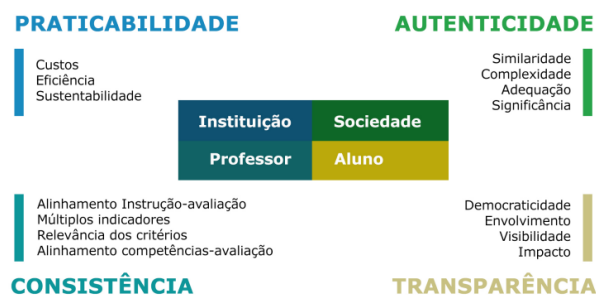 PRATICABILIDADE
Custos
Eficiência
Sustentabilidade
AUTENTICIDADE
Similaridade
Complexidade
Adequação
Significância
Instituição
Sociedade
Professor
Aluno
Alinhamento Instrução-avaliação
Múltiplos indicadores
Relevância dos critérios
Alinhamento competências-avaliação
CONSISTÊNCIA
Democraticidade
Envolvimento
Visibilidade
Impacto
TRANSPARÊNCIA